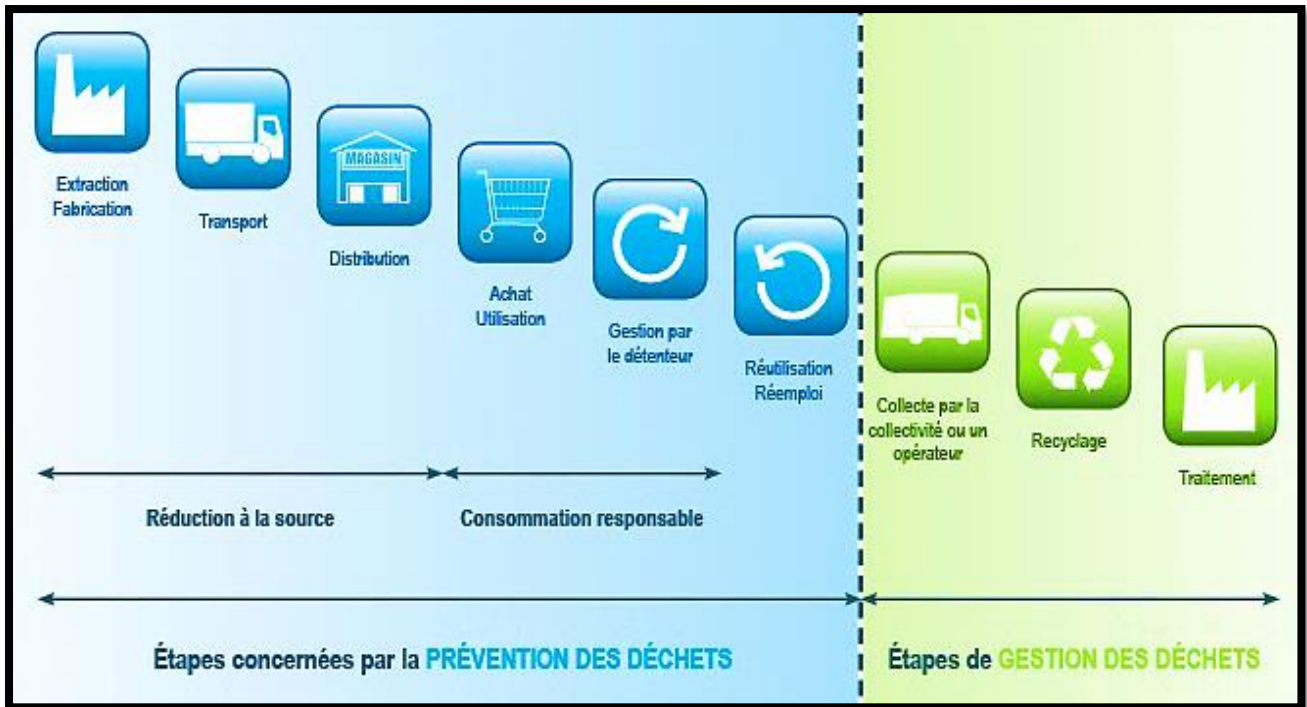 Extraction
Fabrication
Transport
MAGASIN
Distribution
Achat
Utilisation
Gestion par
le détenteur
Réutilisation
Réemploi
Collecte par la
collectivité ou un
opérateur
Recyclage
Traitement
Réduction à la source
Consommation responsable
Étapes concernées par la PRÉVENTION DES DÉCHETS
Étapes de GESTION DES DÉCHETS